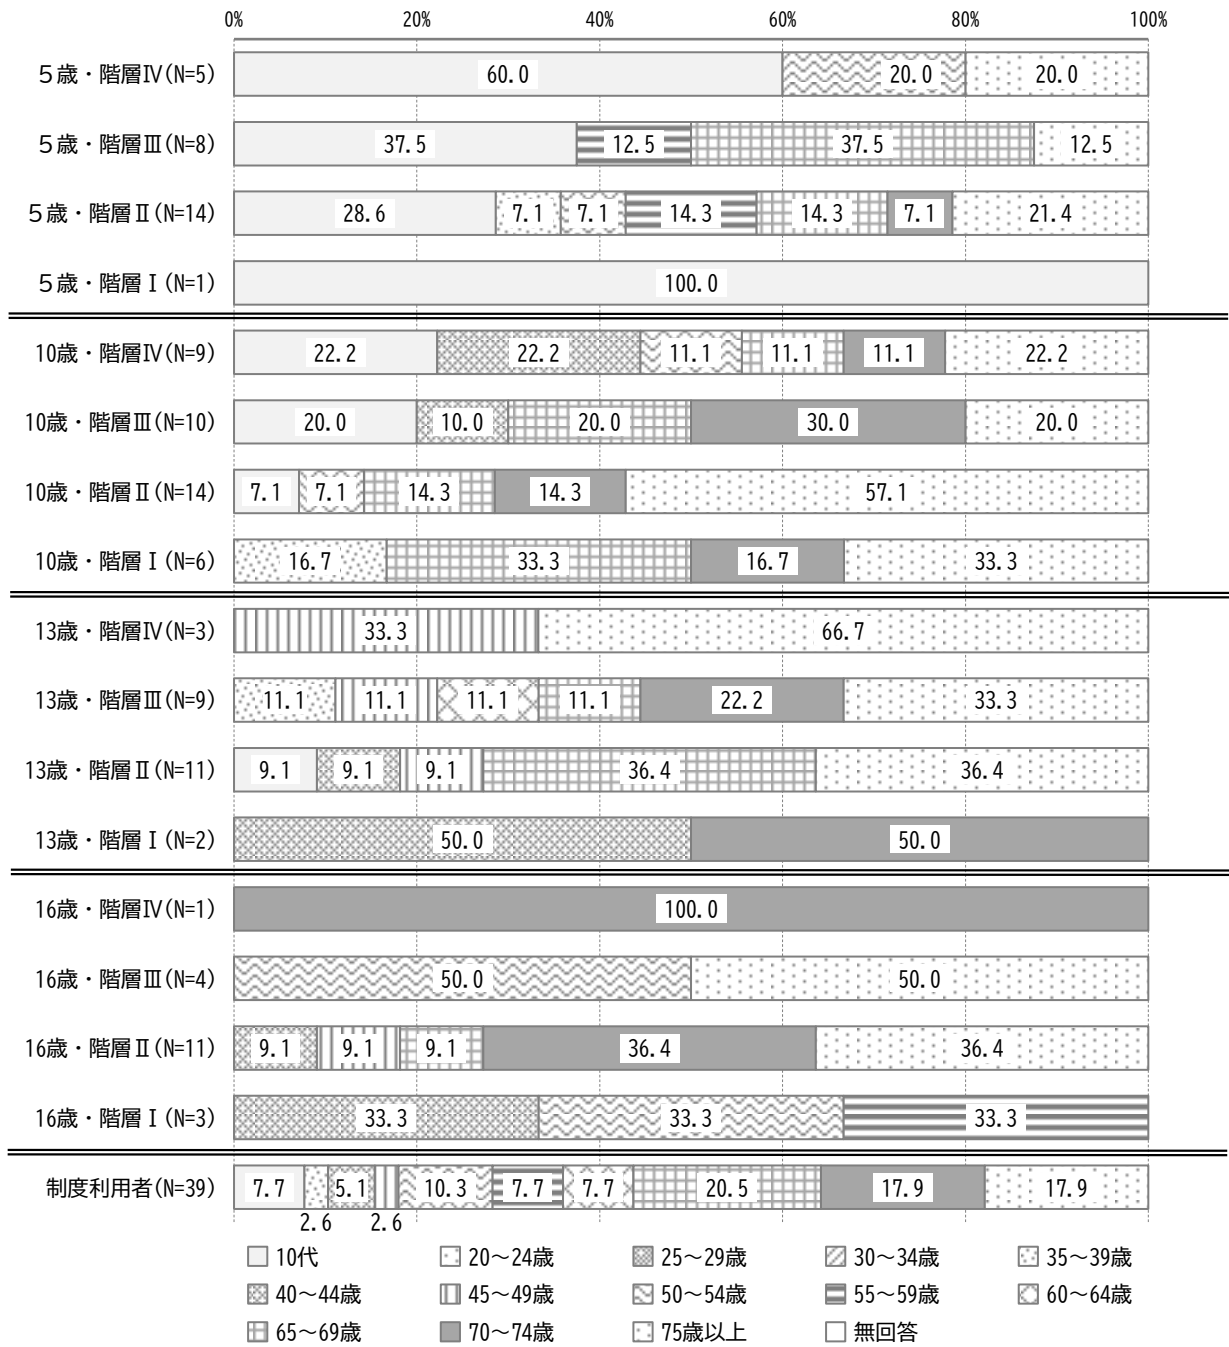 0% 20% 40% 60% 80% 100%
5歳・階層Ⅳ(N=5) 60.0 20.0 20.0
5歳・階層Ⅲ(N=8) 37.5 12.5 37.5 12.5
5歳・階層Ⅱ(N=14) 28.6 7.1 7.1 14.3 14.3 7.1 21.4
5歳・階層Ⅰ(N=1) 100.0
10歳・階層Ⅳ(N=9) 22.2 22.2 11.1 11.1 11.1 22.2
10歳・階層Ⅲ(N=10) 20.0 10.0 20.0 30.0 20.0
10歳・階層Ⅱ(N=14) 7.1 7.1 14.3 14.3 57.1
10歳・階層Ⅰ(N=6) 16.7 33.3 16.7 33.3
13歳・階層Ⅳ(N=3) 33.3 66.7
13歳・階層Ⅲ(N=9) 11.1 11.1 11.1 11.1 22.2 33.3
13歳・階層Ⅱ(N=11) 9.1 9.1 9.1 36.4 36.4
13歳・階層Ⅰ(N=2) 50.0 50.0
16歳・階層Ⅳ(N=1) 100.0
16歳・階層Ⅲ(N=4) 50.0 50.0
16歳・階層Ⅱ(N=11) 9.1 9.1 9.1 36.4 36.4
16歳・階層Ⅰ(N=3) 33.3 33.3 33.3
制度利用者(N=39) 7.7 5.1 10.3 7.7 7.7 20.5 17.9 17.9
2.6 2.6
10代 20～24歳 25～29歳 30～34歳 35～39歳
40～44歳 45～49歳 50～54歳 55～59歳 60～64歳
65～69歳 70～74歳 75歳以上 無回答